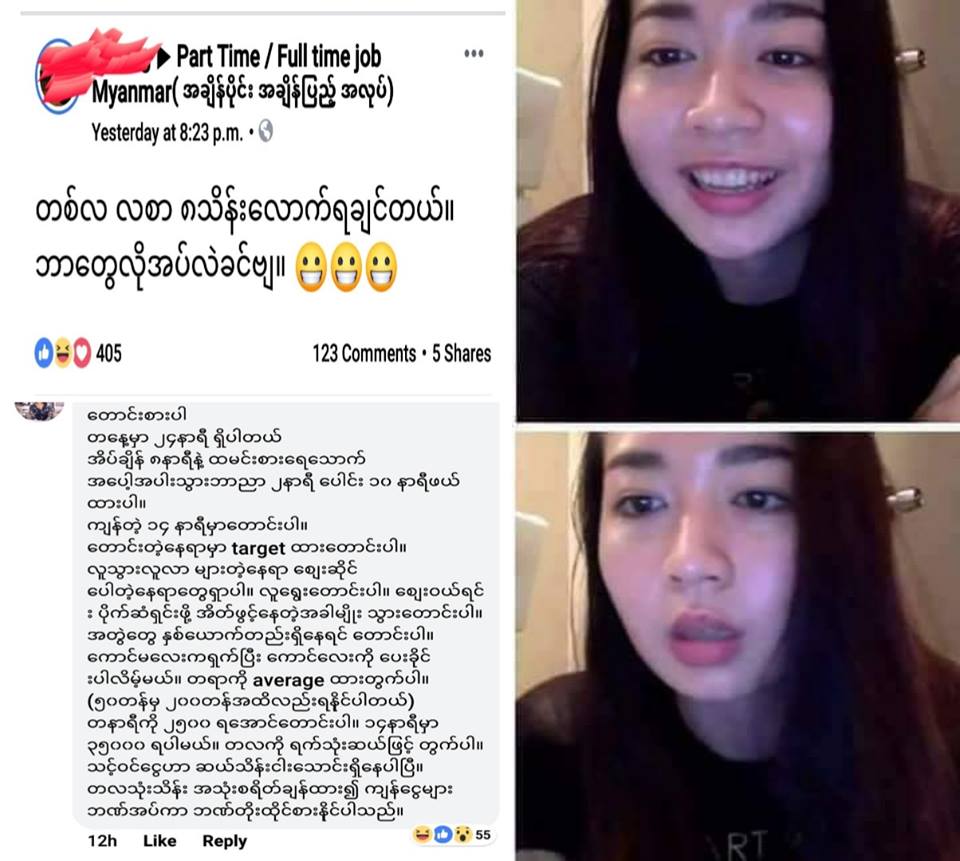 Part Time / Full time job
Myanmar( အချိန်ပိုင်း အချိန်ပြည့် အလုပ်)
Yesterday at 8:23 p.m.
တစ်လ လစာ ၈သိန်းလောက်ရချင်တယ်။
ဘာတွေလိုအပ်လဲခင်ဗျ။ 😬😬😬
405
123 Comments • 5 Shares
တောင်းစားပါ
တနေ့မှာ ၂၄နာရီ ရှိပါတယ်
အိပ်ချိန် ၈နာရီနဲ့ ထမင်းစားရေသောက်
အပေါ့အပါးသွားဘာညာ ၂နာရီ ပေါင်း ၁၀ နာရီဖယ်
ထားပါ။
ကျန်တဲ့ ၁၄ နာရီမှာတောင်းပါ။
တောင်းတဲ့နေရာမှာ target ထားတောင်းပါ။
လူသွားလူလာ များတဲ့နေရာ စျေးဆိုင်
ပေါတဲ့နေရာတွေရှာပါ။ လူရွေးတောင်းပါ။ စျေးဝယ်ရင်
း ပိုက်ဆံရှင်းဖို့ အိတ်ဖွင့်နေတဲ့အခါမျိုး သွားတောင်းပါ။
အတွဲတွေ နှစ်ယောက်တည်းရှိနေရင် တောင်းပါ။
ကောင်မလေးကရှက်ပြီး ကောင်လေးကို ပေးခိုင်
းပါလိမ့်မယ်။ တရာကို average ထားတွက်ပါ။
(၅၀တန်မှ ၂၀၀တန်အထိလည်းရနိုင်ပါတယ်)
တနာရီကို ၂၅၀၀ ရအောင်တောင်းပါ။ ၁၄နာရီမှာ
၃၅၀၀၀ ရပါမယ်။ တလကို ရက်သုံးဆယ်ဖြင့် တွက်ပါ။
သင့်ဝင်ငွေဟာ ဆယ်သိန်းငါးသောင်းရှိနေပါပြီ။
တလသုံးသိန်း အသုံးစရိတ်ချန်ထား၍ ကျန်ငွေများ
ဘဏ်အပ်ကာ ဘဏ်တိုးထိုင်စားနိုင်ပါသည်။
12h Like Reply 55